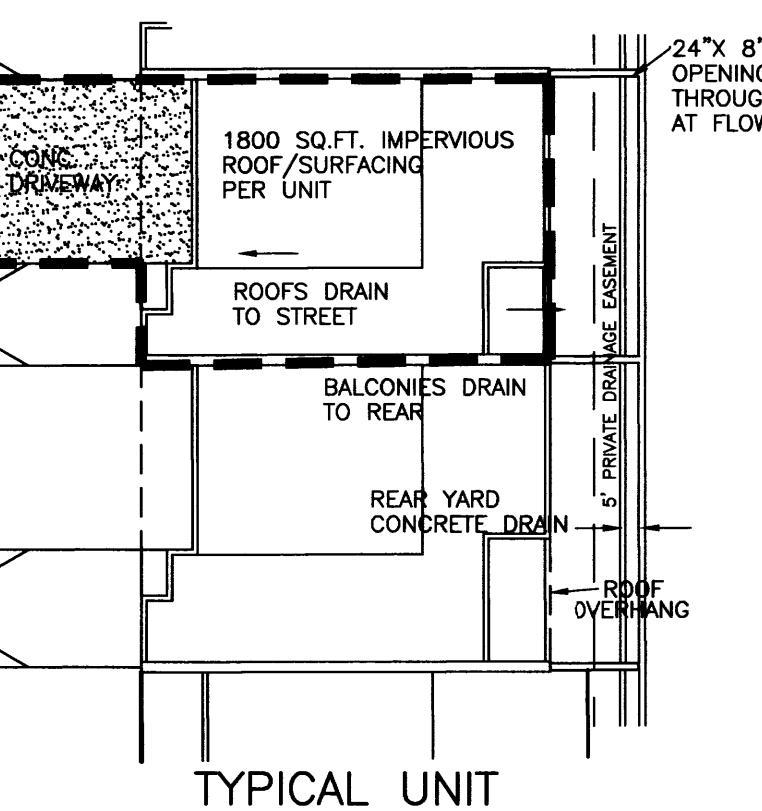 24"X 8"
OPENING
THROUG
AT FLOW
1800 SQ.FT. IMPERVIOUS
ROOF/SURFACING
PER UNIT
CONC.
DRIVEWAY
ROOFS DRAIN
TO STREET
5' PRIVATE DRAINAGE EASEMENT
BALCONIES DRAIN
TO REAR
REAR YARD
CONCRETE DRAIN
ROOF
OVERHANG
TYPICAL UNIT